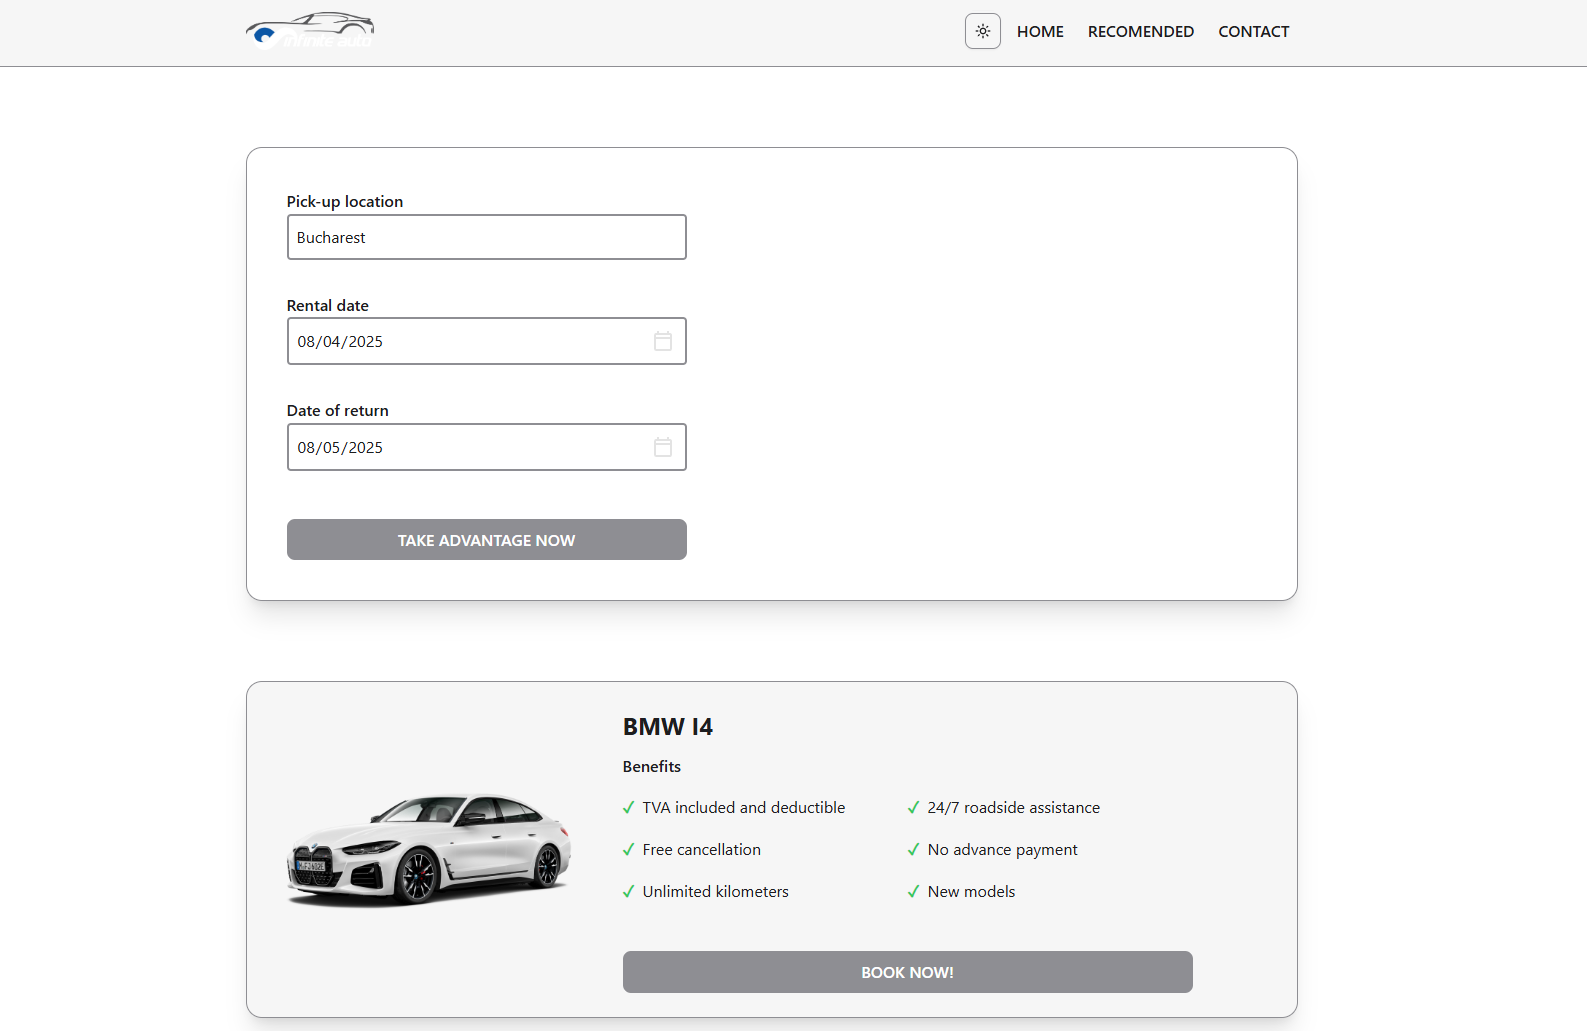 infinite auto
HOME RECOMENDED CONTACT
Pick-up location
Bucharest
Rental date
08/04/2025
Date of return
08/05/2025
TAKE ADVANTAGE NOW
BMW I4
Benefits
TVA included and deductible
24/7 roadside assistance
Free cancellation
No advance payment
Unlimited kilometers
New models
BOOK NOW!